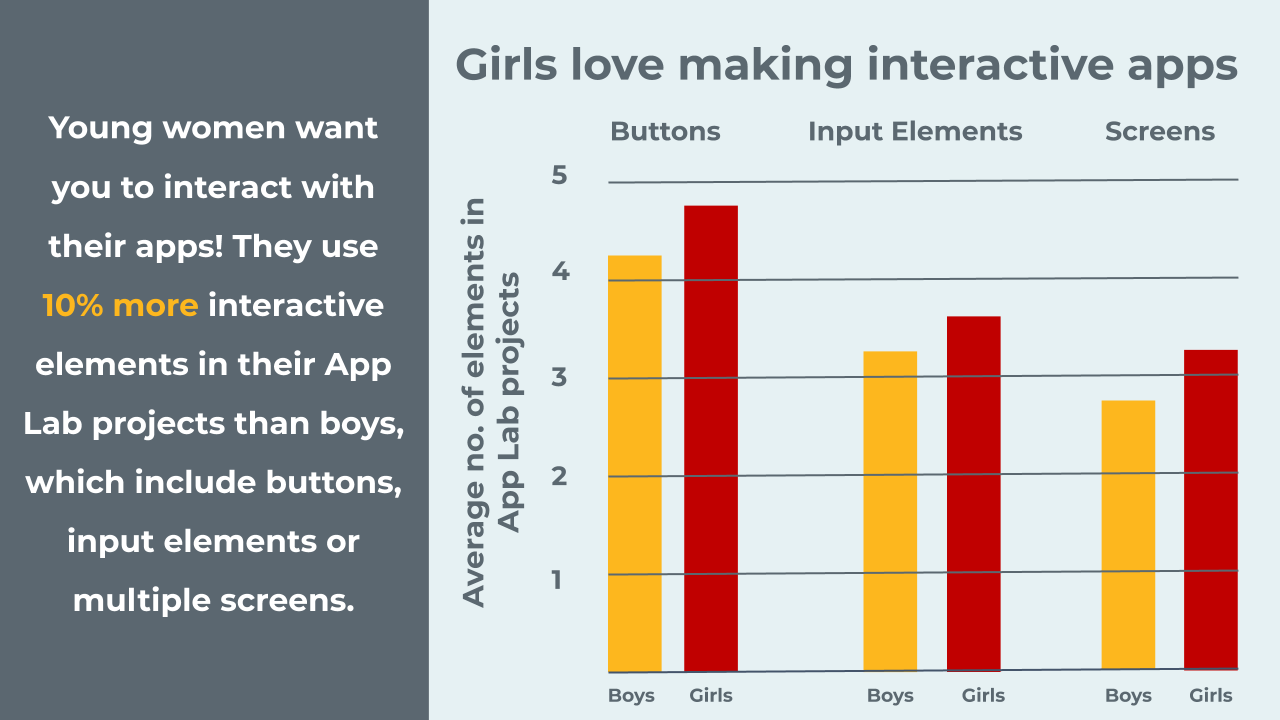 Young women want
you to interact with
their apps! They use
10% more interactive
elements in their App
Lab projects than boys,
which include buttons,
input elements or
multiple screens.
Girls love making interactive apps
Buttons Input Elements Screens
Average no. of elements in
App Lab projects
5
4
3
2
1
Boys Girls Boys Girls Boys Girls